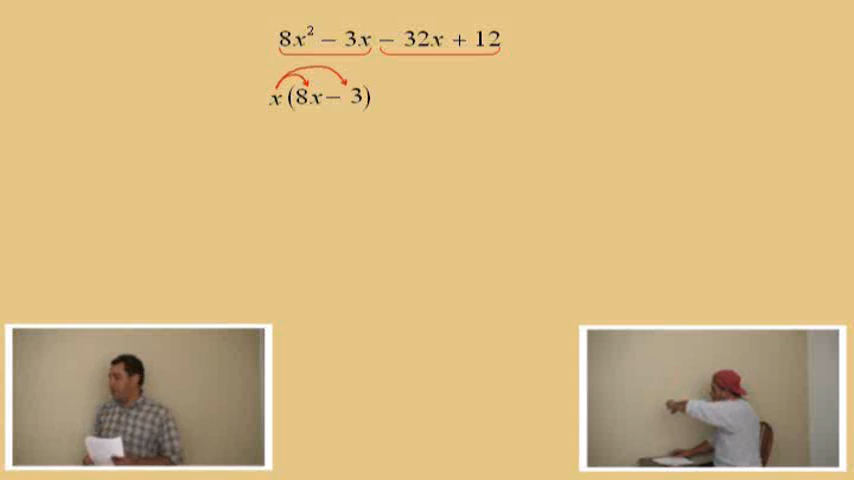 8x² − 3x − 32x + 12
x(8x − 3)